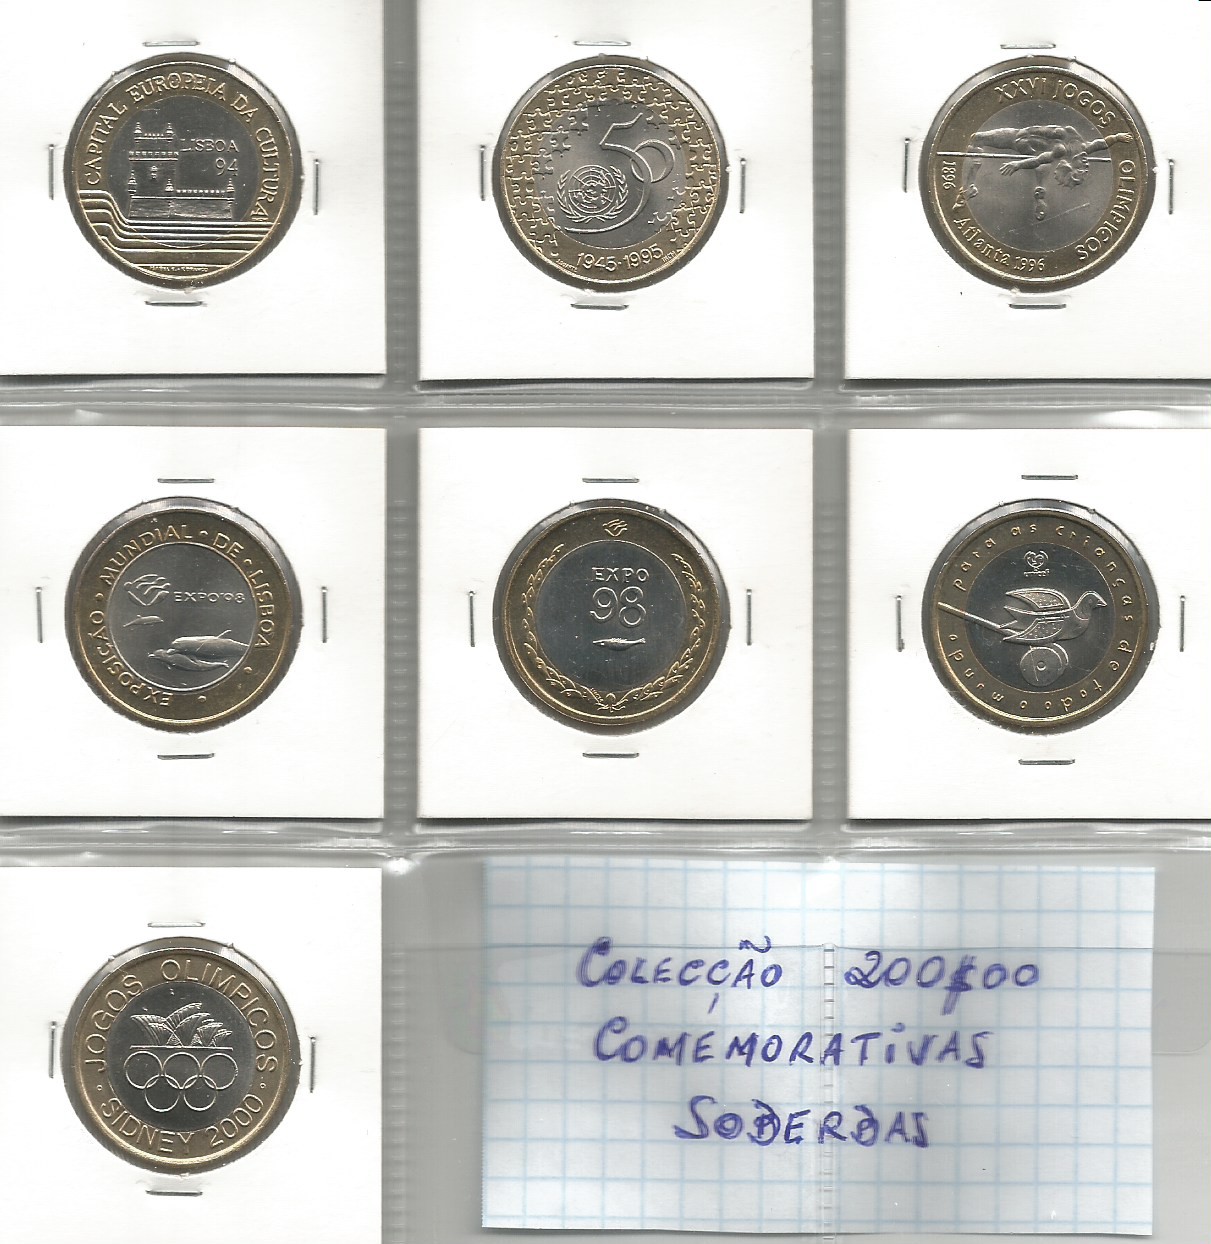 CAPITAL EUROPEIA DA CULTURA
LISBOA
94
1945·1995
XXVI JOGOS OLIMPICOS
1896
Atlanta 1996
EXPOSIÇÃO · MUNDIAL · DE · LISBOA
EXPO'98
EXPO
98
para as crianças de todo o mundo
JOGOS OLIMPICOS
SIDNEY 2000
COLECÇÃO 200$00
COMEMORATIVAS
SOBERBAS